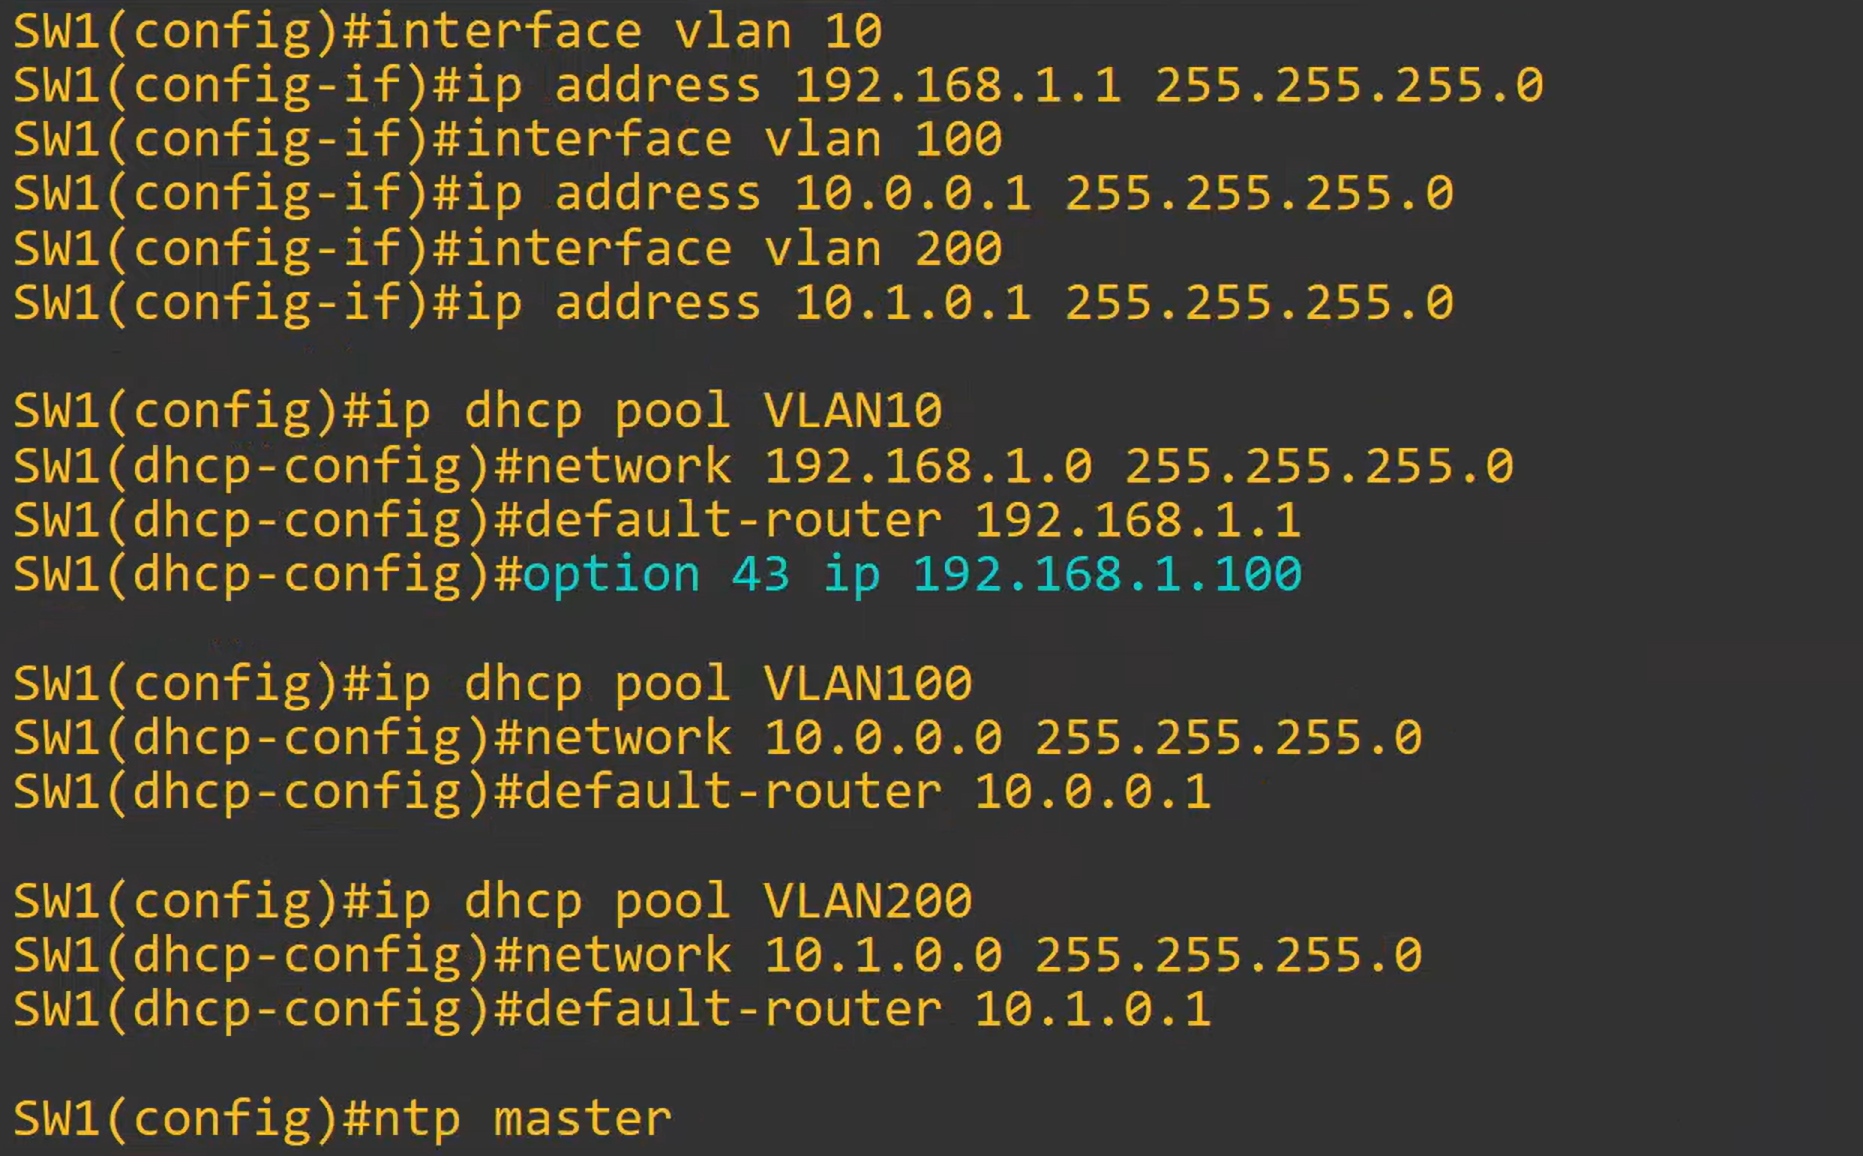 SW1(config)#interface vlan 10
SW1(config-if)#ip address 192.168.1.1 255.255.255.0
SW1(config-if)#interface vlan 100
SW1(config-if)#ip address 10.0.0.1 255.255.255.0
SW1(config-if)#interface vlan 200
SW1(config-if)#ip address 10.1.0.1 255.255.255.0
SW1(config)#ip dhcp pool VLAN10
SW1(dhcp-config)#network 192.168.1.0 255.255.255.0
SW1(dhcp-config)#default-router 192.168.1.1
SW1(dhcp-config)#option 43 ip 192.168.1.100
SW1(config)#ip dhcp pool VLAN100
SW1(dhcp-config)#network 10.0.0.0 255.255.255.0
SW1(dhcp-config)#default-router 10.0.0.1
SW1(config)#ip dhcp pool VLAN200
SW1(dhcp-config)#network 10.1.0.0 255.255.255.0
SW1(dhcp-config)#default-router 10.1.0.1
SW1(config)#ntp master